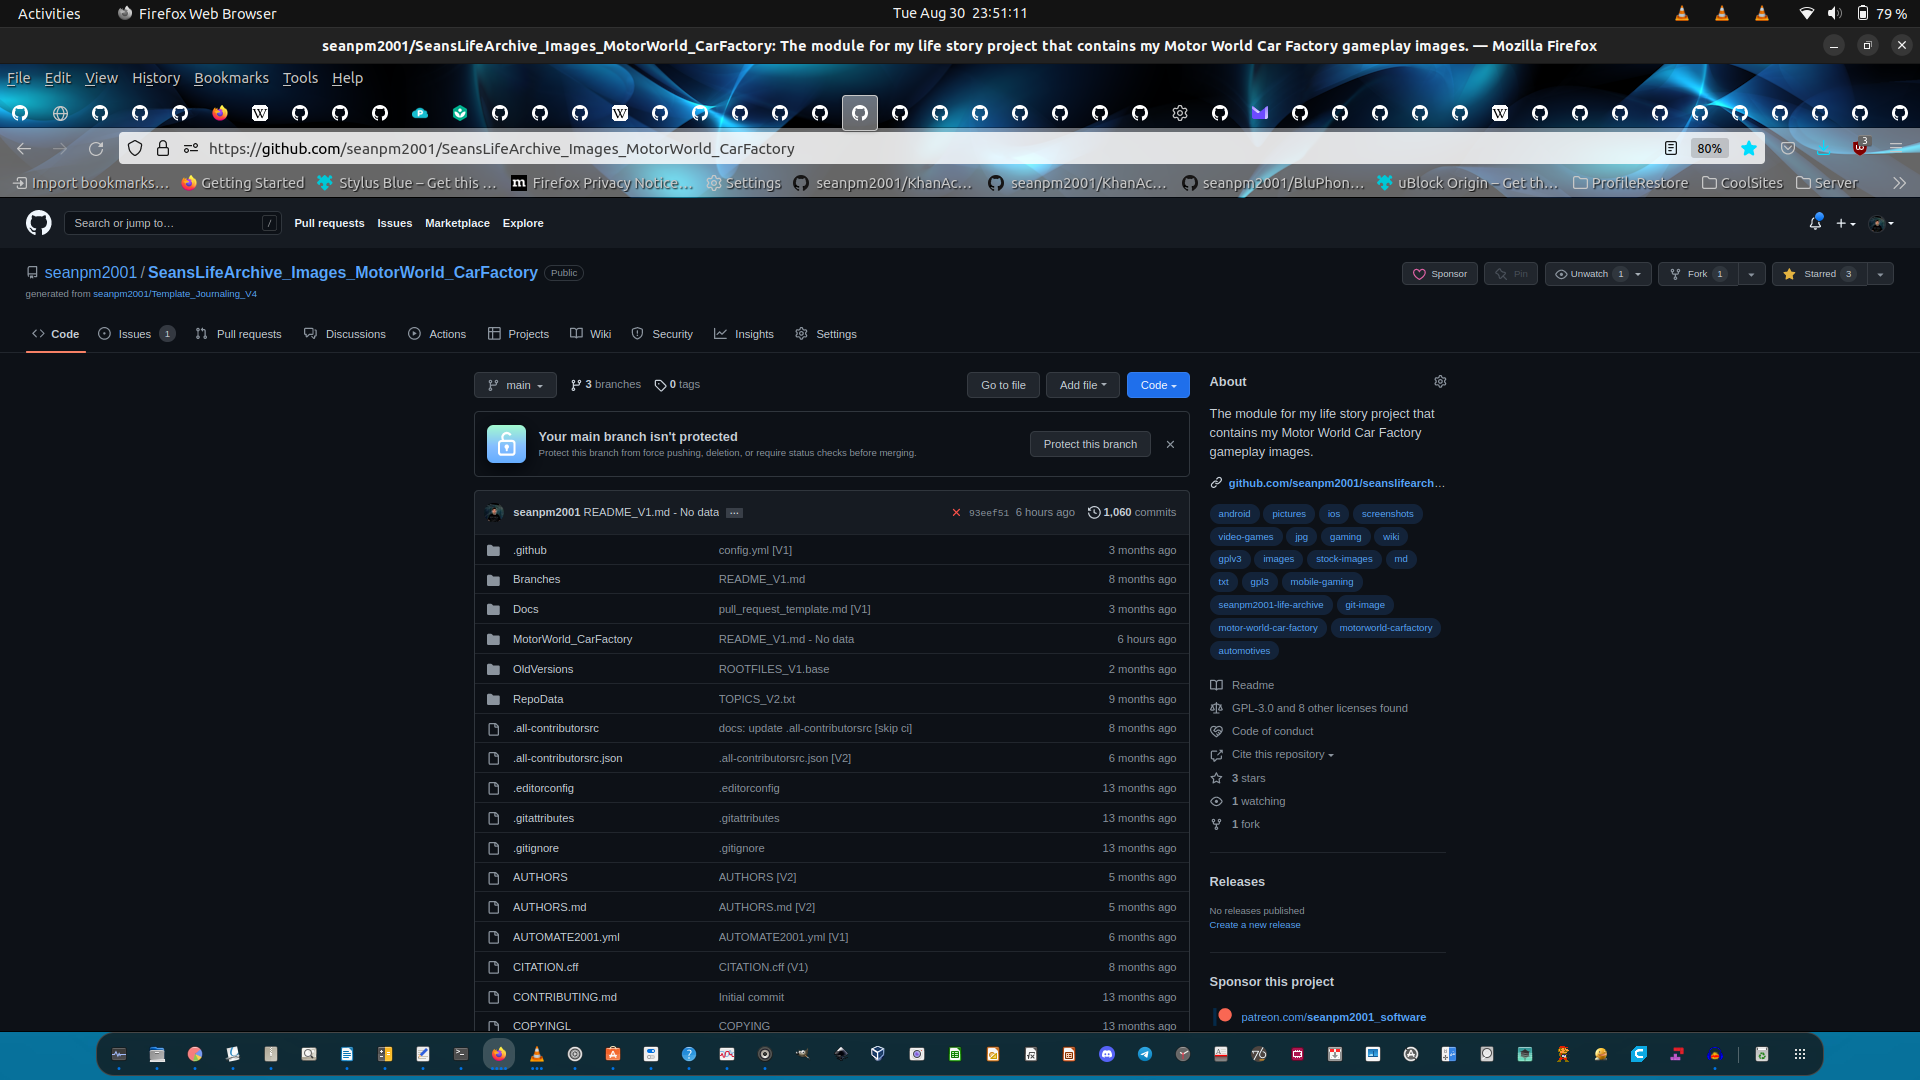 Activities
Firefox Web Browser
Tue Aug 30 23:51:11
79 %
seanpm2001/SeansLifeArchive_Images_MotorWorld_CarFactory: The module for my life story project that contains my Motor World Car Factory gameplay images. — Mozilla Firefox
File Edit View History Bookmarks Tools Help
https://github.com/seanpm2001/SeansLifeArchive_Images_MotorWorld_CarFactory
80%
3
Import bookmarks… Getting Started Stylus Blue – Get this … Firefox Privacy Notice… Settings seanpm2001/KhanAc… seanpm2001/KhanAc… seanpm2001/BluPhon… uBlock Origin – Get th… ProfileRestore CoolSites Server
Search or jump to… /
Pull requests Issues Marketplace Explore
seanpm2001 / SeansLifeArchive_Images_MotorWorld_CarFactory Public
Sponsor Pin Unwatch 1 Fork 1 Starred 3
generated from seanpm2001/Template_Journaling_V4
Code Issues 1 Pull requests Discussions Actions Projects Wiki Security Insights Settings
main 3 branches 0 tags Go to file Add file Code
Your main branch isn't protected
Protect this branch from force pushing, deletion, or require status checks before merging.
Protect this branch
seanpm2001 README_V1.md - No data … 93eef51 6 hours ago 1,060 commits
.github config.yml [V1] 3 months ago
Branches README_V1.md 8 months ago
Docs pull_request_template.md [V1] 3 months ago
MotorWorld_CarFactory README_V1.md - No data 6 hours ago
OldVersions ROOTFILES_V1.base 2 months ago
RepoData TOPICS_V2.txt 9 months ago
.all-contributorsrc docs: update .all-contributorsrc [skip ci] 8 months ago
.all-contributorsrc.json .all-contributorsrc.json [V2] 6 months ago
.editorconfig .editorconfig 13 months ago
.gitattributes .gitattributes 13 months ago
.gitignore .gitignore 13 months ago
AUTHORS AUTHORS [V2] 5 months ago
AUTHORS.md AUTHORS.md [V2] 5 months ago
AUTOMATE2001.yml AUTOMATE2001.yml [V1] 6 months ago
CITATION.cff CITATION.cff (V1) 8 months ago
CONTRIBUTING.md Initial commit 13 months ago
COPYINGL COPYING 13 months ago
About
The module for my life story project that
contains my Motor World Car Factory
gameplay images.
github.com/seanpm2001/seanslifearch…
android pictures ios screenshots
video-games jpg gaming wiki
gplv3 images stock-images md
txt gpl3 mobile-gaming
seanpm2001-life-archive git-image
motor-world-car-factory motorworld-carfactory
automotives
Readme
GPL-3.0 and 8 other licenses found
Code of conduct
Cite this repository
3 stars
1 watching
1 fork
Releases
No releases published
Create a new release
Sponsor this project
patreon.com/seanpm2001_software